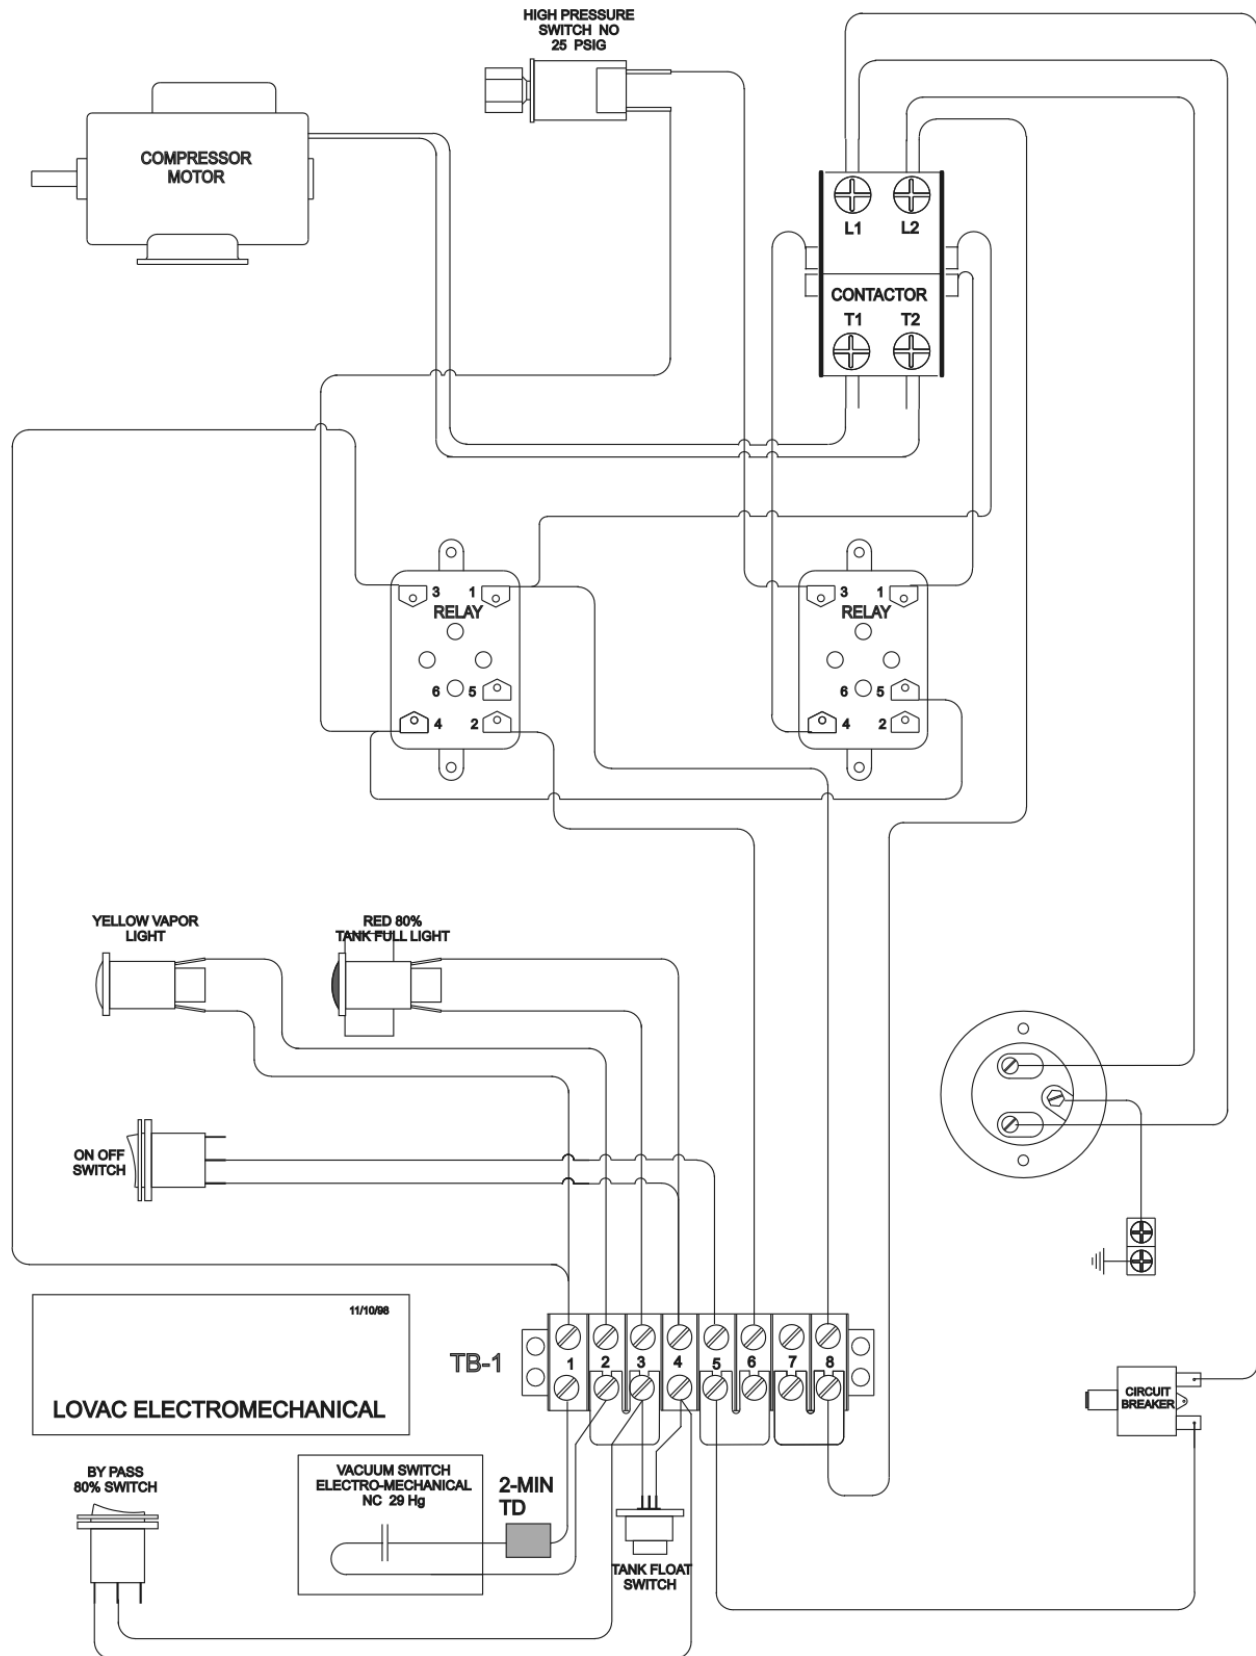 HIGH PRESSURE
SWITCH NO
25 PSIG
COMPRESSOR
MOTOR
L1 L2
CONTACTOR
T1 T2
3 1
RELAY
6 5
4 2
3 1
RELAY
6 5
4 2
YELLOW VAPOR
LIGHT
RED 80%
TANK FULL LIGHT
ON OFF
SWITCH
11/10/98
LOVAC ELECTROMECHANICAL
TB-1
1 2 3 4 5 6 7 8
CIRCUIT
BREAKER
BY PASS
80% SWITCH
VACUUM SWITCH
ELECTRO-MECHANICAL
NC 29 Hg
2-MIN
TD
TANK FLOAT
SWITCH